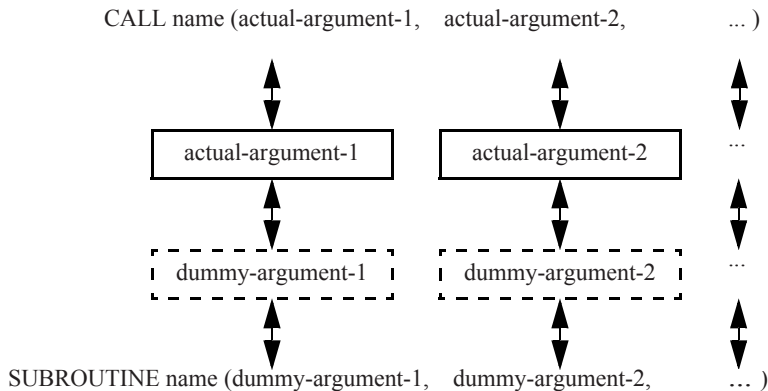 CALL name (actual-argument-1, actual-argument-2, ... )
actual-argument-1 actual-argument-2 ...
dummy-argument-1 dummy-argument-2 ...
SUBROUTINE name (dummy-argument-1, dummy-argument-2, ... )